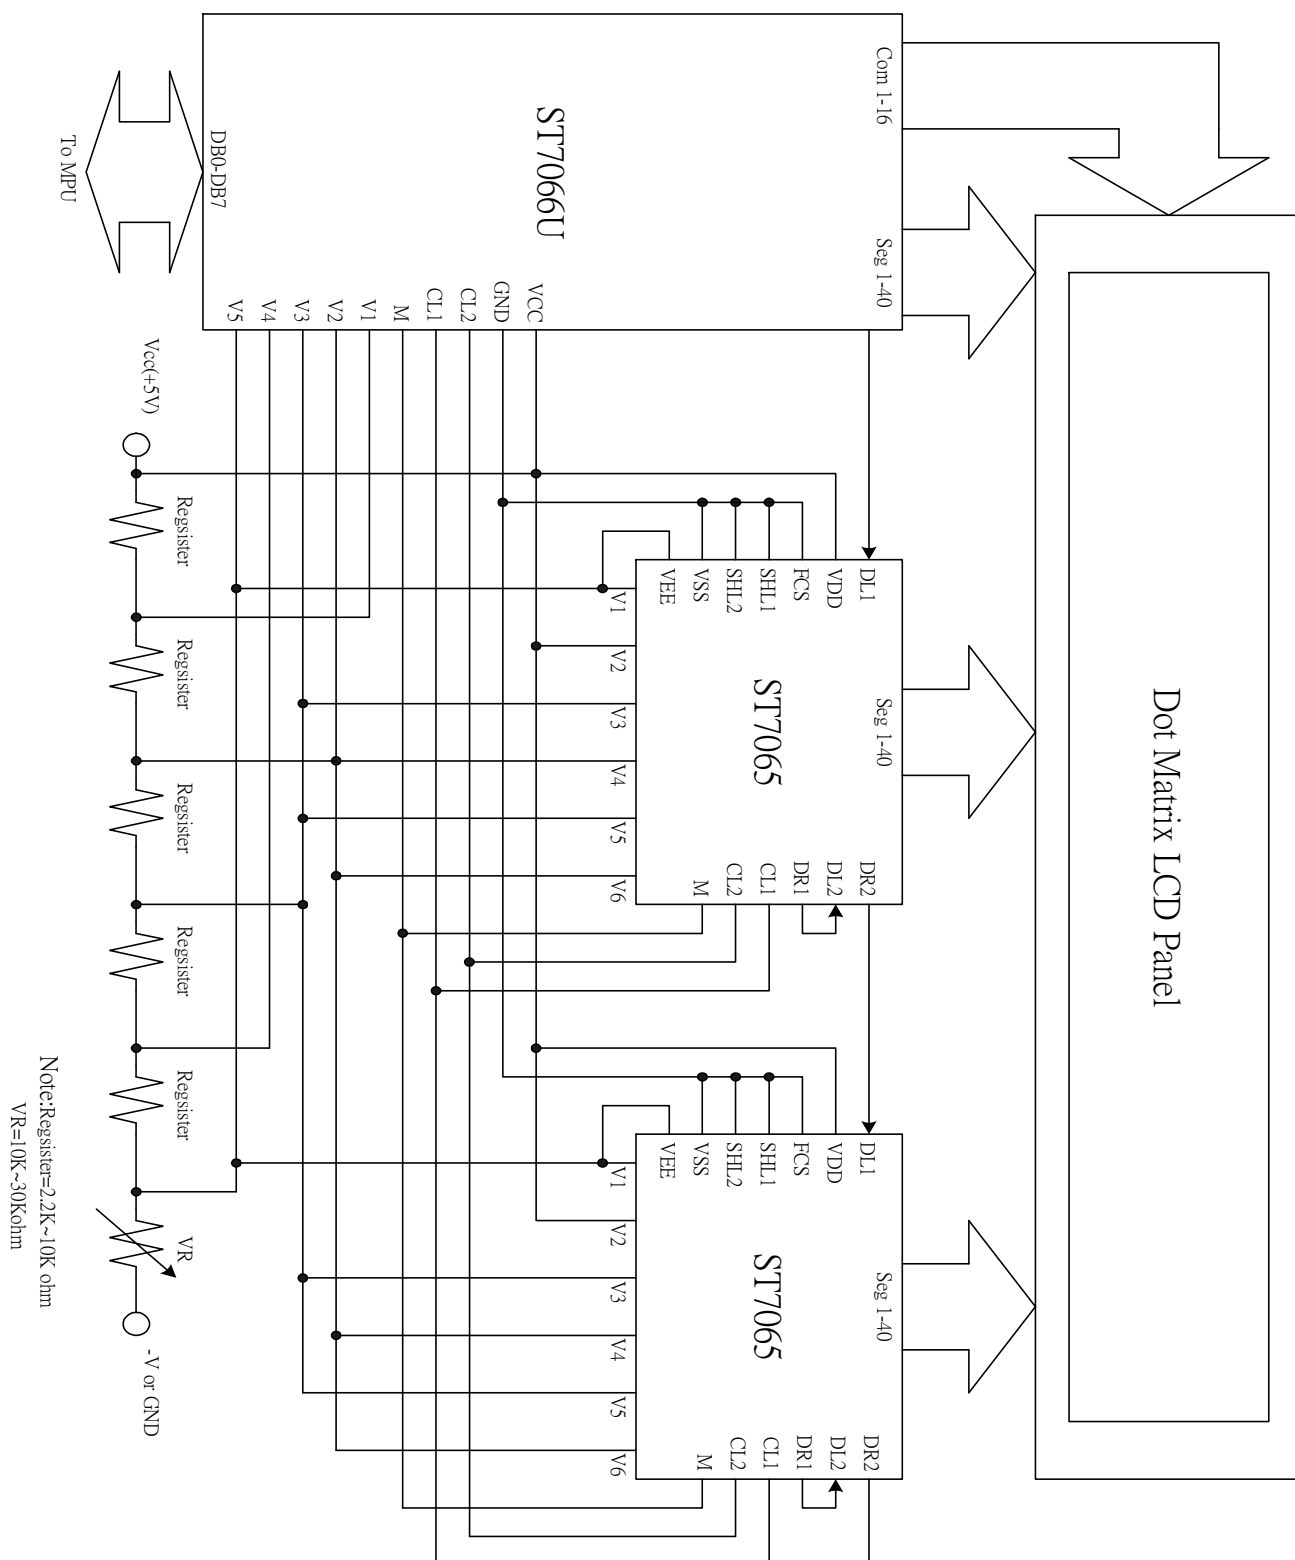 Dot Matrix LCD Panel
Com 1-16
Seg 1-40
Seg 1-40
Seg 1-40
ST7066U
DB0-DB7
To MPU
VCC
GND
CL2
CL1
M
V1
V2
V3
V4
V5
DL1
VDD
FCS
SHL1
SHL2
VSS
VEE
ST7065
DR2
DL2
DR1
CL1
CL2
M
V1
V2
V3
V4
V5
V6
DL1
VDD
FCS
SHL1
SHL2
VSS
VEE
ST7065
DR2
DL2
DR1
CL1
CL2
M
V1
V2
V3
V4
V5
V6
Vcc(+5V)
Regsister
Regsister
Regsister
Regsister
Regsister
VR
-V or GND
Note:Regsister=2.2K~10K ohm
VR=10K~30Kohm